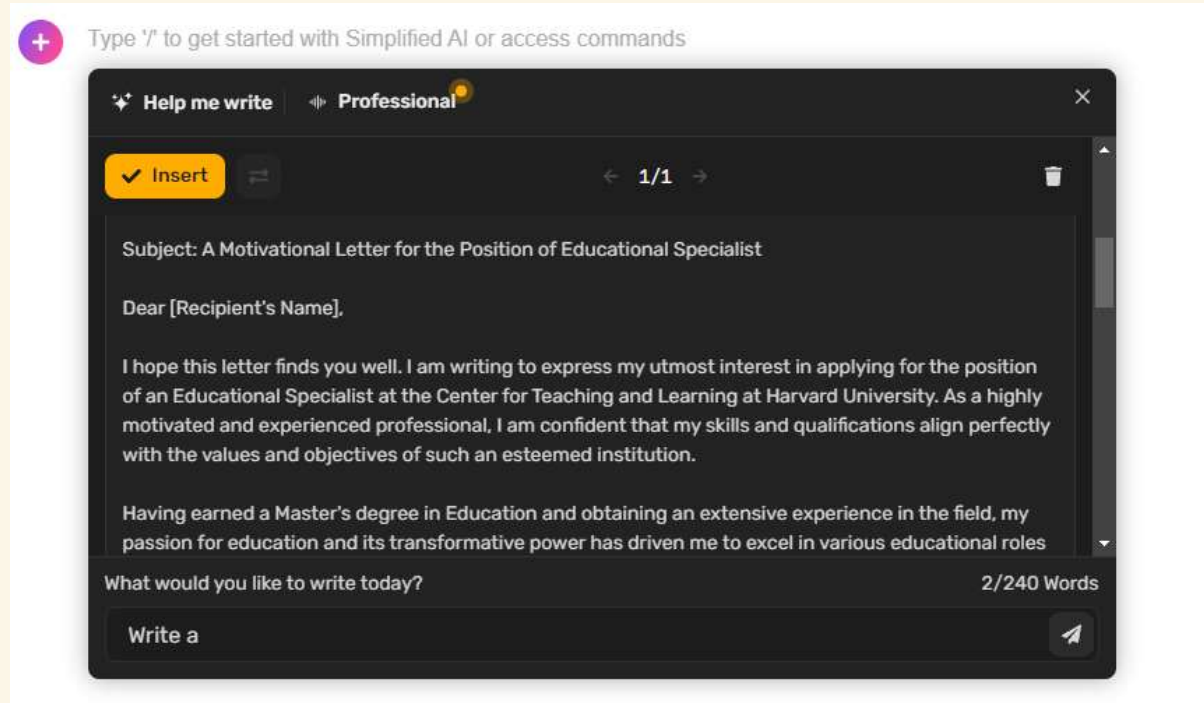 Type '/' to get started with Simplified AI or access commands
Help me write
Professional
Insert
1/1
Subject: A Motivational Letter for the Position of Educational Specialist
Dear [Recipient's Name],
I hope this letter finds you well. I am writing to express my utmost interest in applying for the position
of an Educational Specialist at the Center for Teaching and Learning at Harvard University. As a highly
motivated and experienced professional, I am confident that my skills and qualifications align perfectly
with the values and objectives of such an esteemed institution.
Having earned a Master's degree in Education and obtaining an extensive experience in the field, my
passion for education and its transformative power has driven me to excel in various educational roles
What would you like to write today?
2/240 Words
Write a